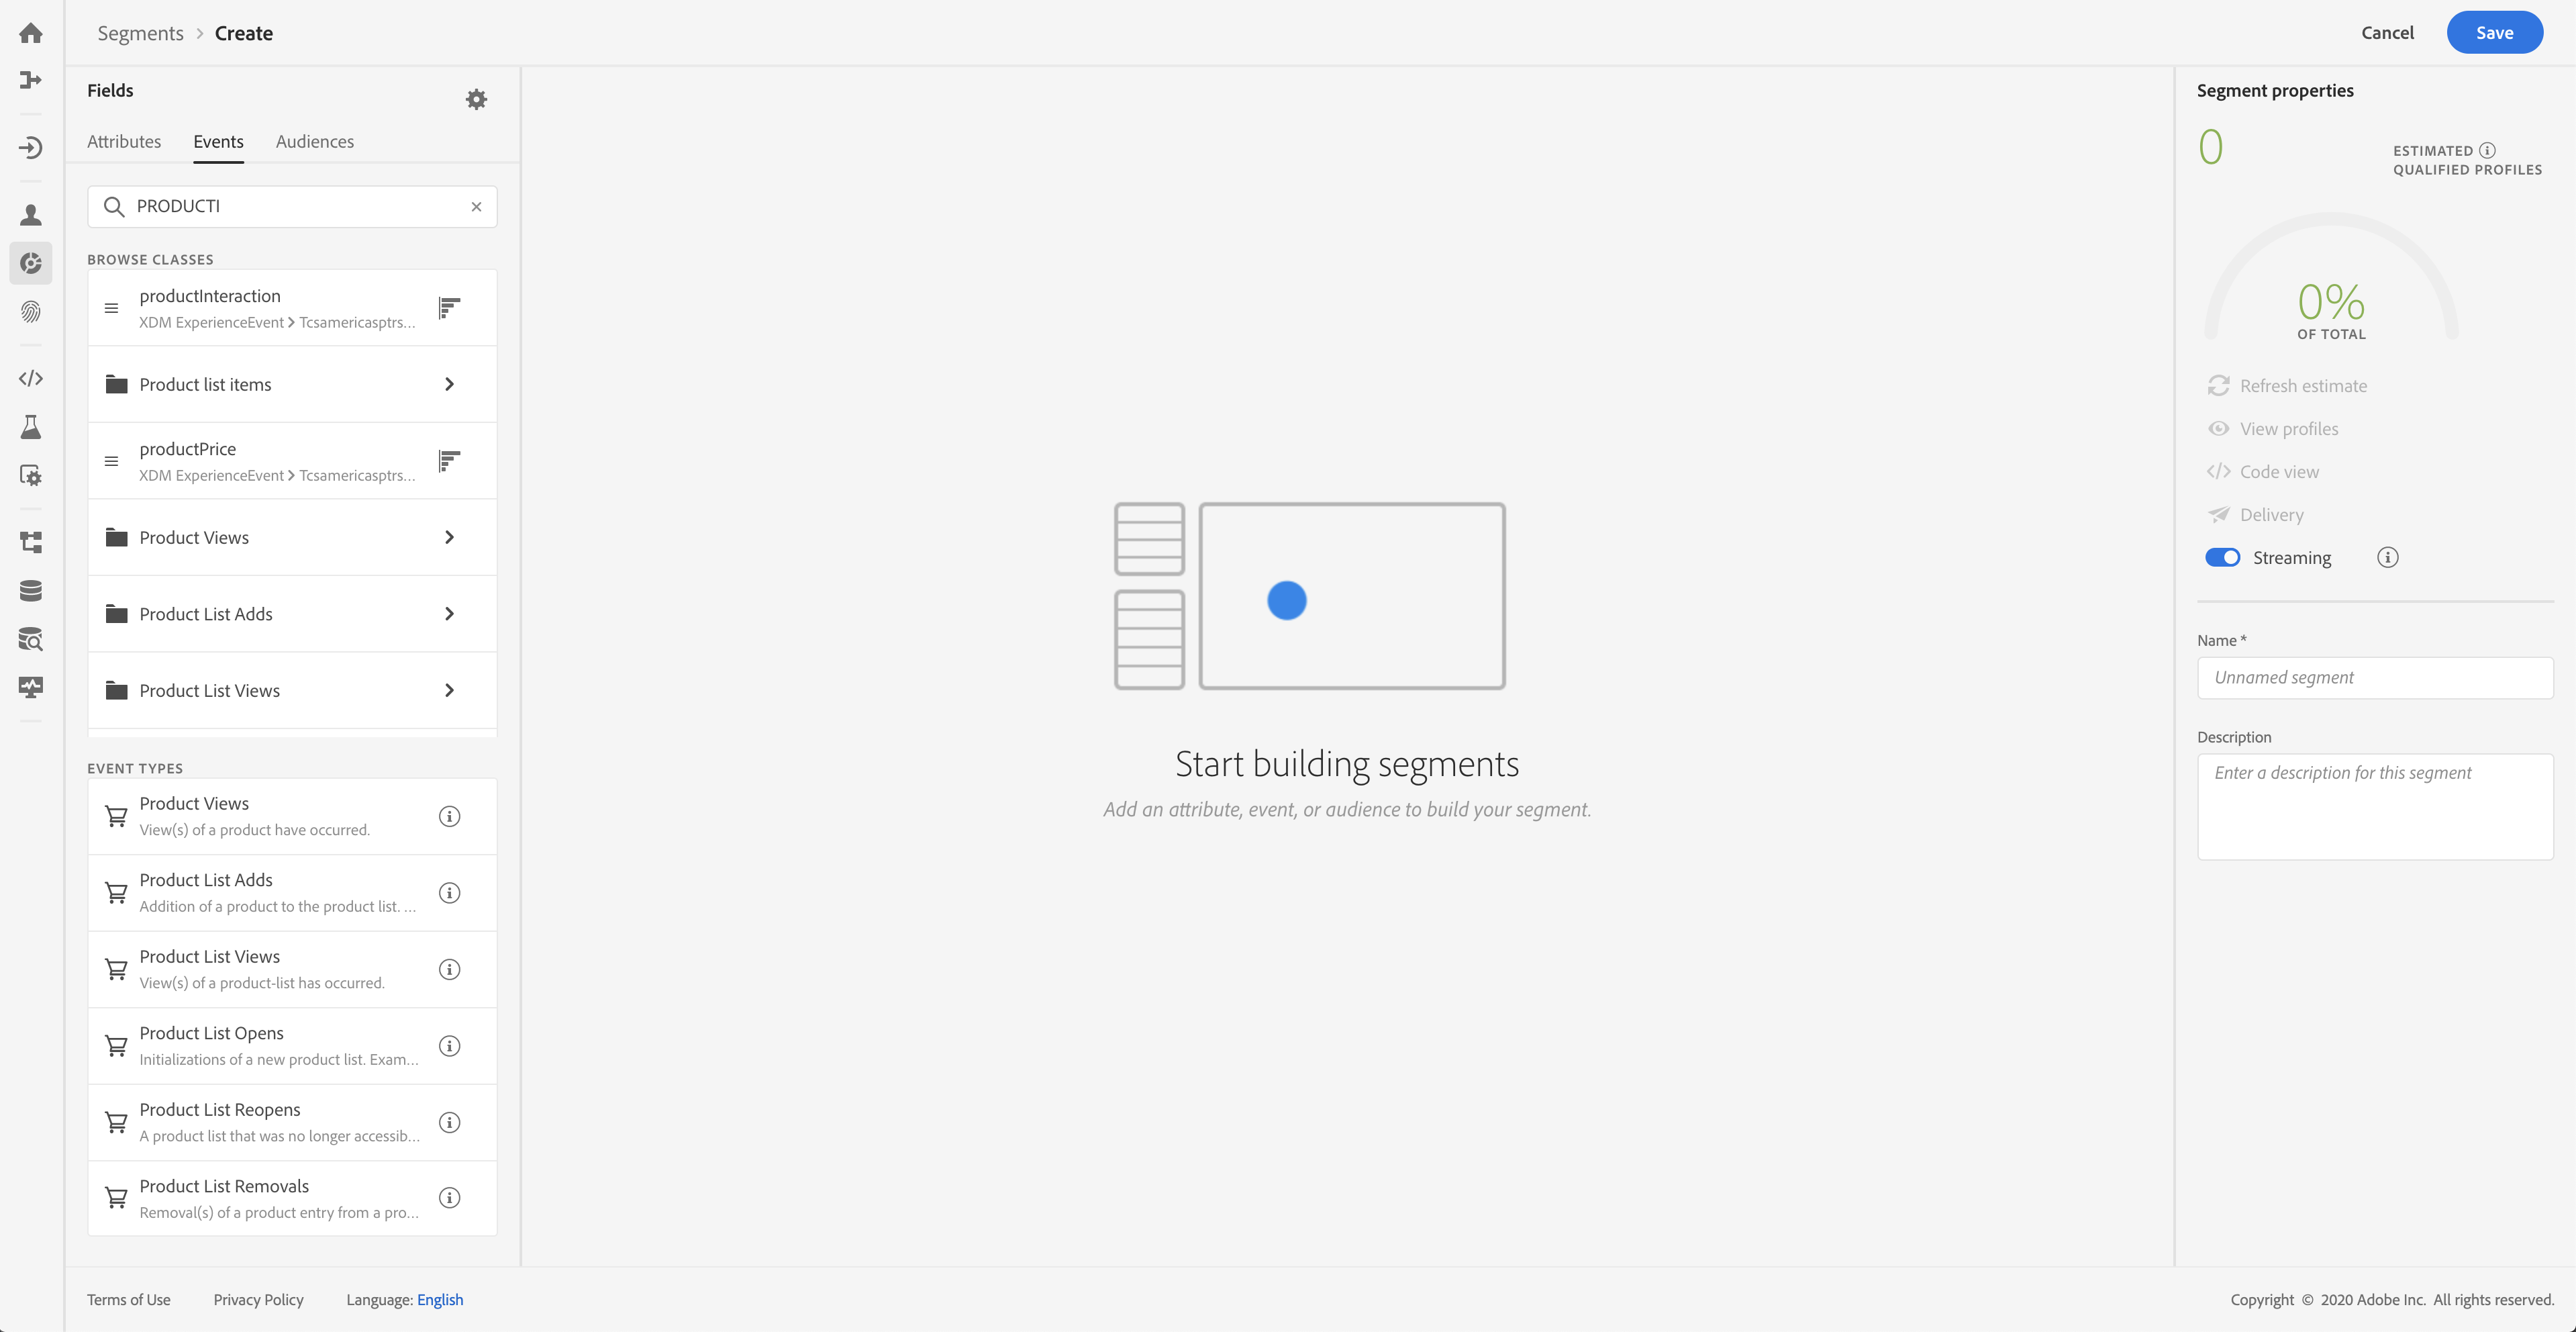 Segments > Create
Cancel
Save
Fields
Attributes
Events
Audiences
PRODUCTI
BROWSE CLASSES
productInteraction
XDM ExperienceEvent > Tcsamericasptrs...
Product list items
productPrice
XDM ExperienceEvent > Tcsamericasptrs...
Product Views
Product List Adds
Product List Views
EVENT TYPES
Product Views
View(s) of a product have occurred.
Product List Adds
Addition of a product to the product list. ...
Product List Views
View(s) of a product-list has occurred.
Product List Opens
Initializations of a new product list. Exam...
Product List Reopens
A product list that was no longer accessib...
Product List Removals
Removal(s) of a product entry from a pro...
Start building segments
Add an attribute, event, or audience to build your segment.
Segment properties
0
ESTIMATED
QUALIFIED PROFILES
0%
OF TOTAL
Refresh estimate
View profiles
Code view
Delivery
Streaming
Name *
Unnamed segment
Description
Enter a description for this segment
Terms of Use
Privacy Policy
Language: English
Copyright © 2020 Adobe Inc. All rights reserved.